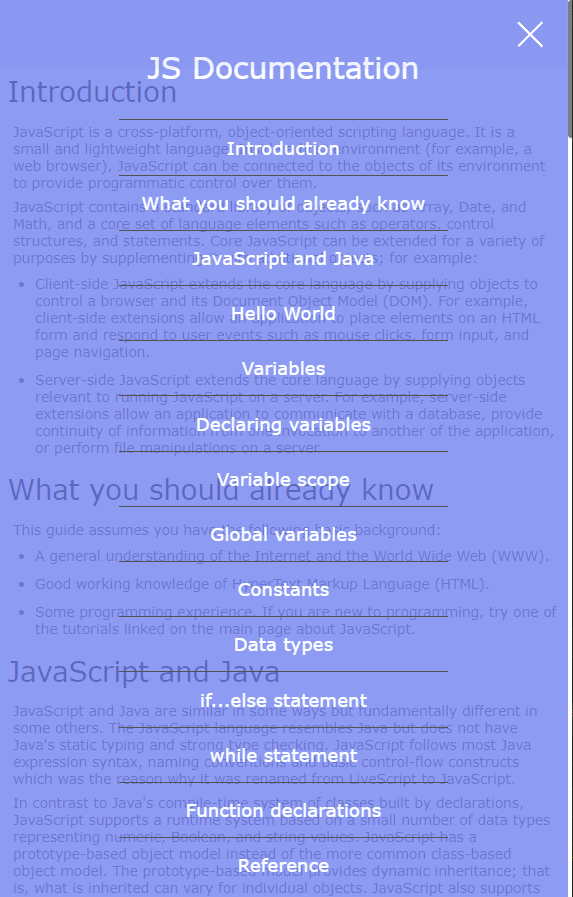 JS Documentation
Introduction
JavaScript is a cross-platform, object-oriented scripting language. It is a
Introduction
small and lightweight language environment (for example, a
web browser), JavaScript can be connected to the objects of its environment
to provide programmatic control over them.
What you should already know
JavaScript contains Array, Date, and
Math, and a core set of language elements such as operators, control
structures, and statements. Core JavaScript can be extended for a variety of
JavaScript and Java
purposes by supplementing for example:
• Client-side JavaScript extends the core language by supplying objects to
control a browser and its Document Object Model (DOM). For example,
Hello World
client-side extensions allow an application to place elements on an HTML
form and respond to user events such as mouse clicks, form input, and
page navigation.
Variables
• Server-side JavaScript extends the core language by supplying objects
relevant to running JavaScript on a server. For example, server-side
extensions allow an application to communicate with a database, provide
Declaring variables
continuity of information from one invocation to another of the application,
or perform file manipulations on a server.
Variable scope
What you should already know
This guide assumes you have the following basic background:
Global variables
• A general understanding of the Internet and the World Wide Web (WWW).
• Good working knowledge of HyperText Markup Language (HTML).
Constants
• Some programming experience. If you are new to programming, try one of
the tutorials linked on the main page about JavaScript.
Data types
JavaScript and Java
if...else statement
JavaScript and Java are similar in some ways but fundamentally different in
some others. The JavaScript language resembles Java but does not have
Java's static typing and strong type checking. JavaScript follows most Java
while statement
expression syntax, naming conventions and basic control-flow constructs
which was the reason why it was renamed from LiveScript to JavaScript.
In contrast to Java's compile-time system of classes built by declarations,
Function declarations
JavaScript supports a runtime system based on a small number of data types
representing numeric, Boolean, and string values. JavaScript has a
prototype-based object model instead of the more common class-based
Reference
object model. The prototype-based model provides dynamic inheritance; that
is, what is inherited can vary for individual objects. JavaScript also supports